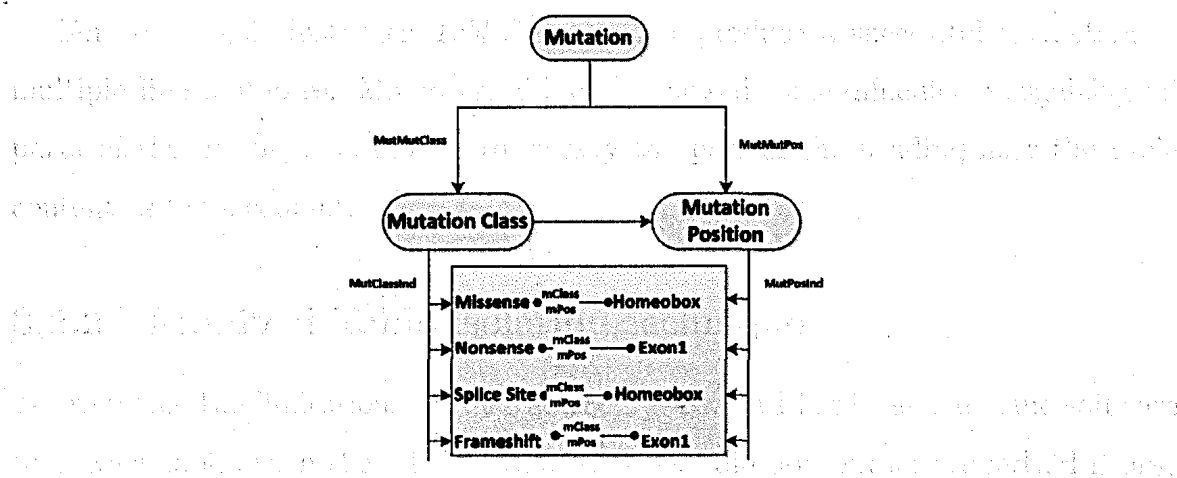 Mutation
MutMutClass
MutMutPos
Mutation Class
Mutation
Position
MutClassInd
MutPosInd
Missense mClass mPos Homeobox
Nonsense mClass mPos Exon1
Splice Site mClass mPos Homeobox
Frameshift mClass mPos Exon1